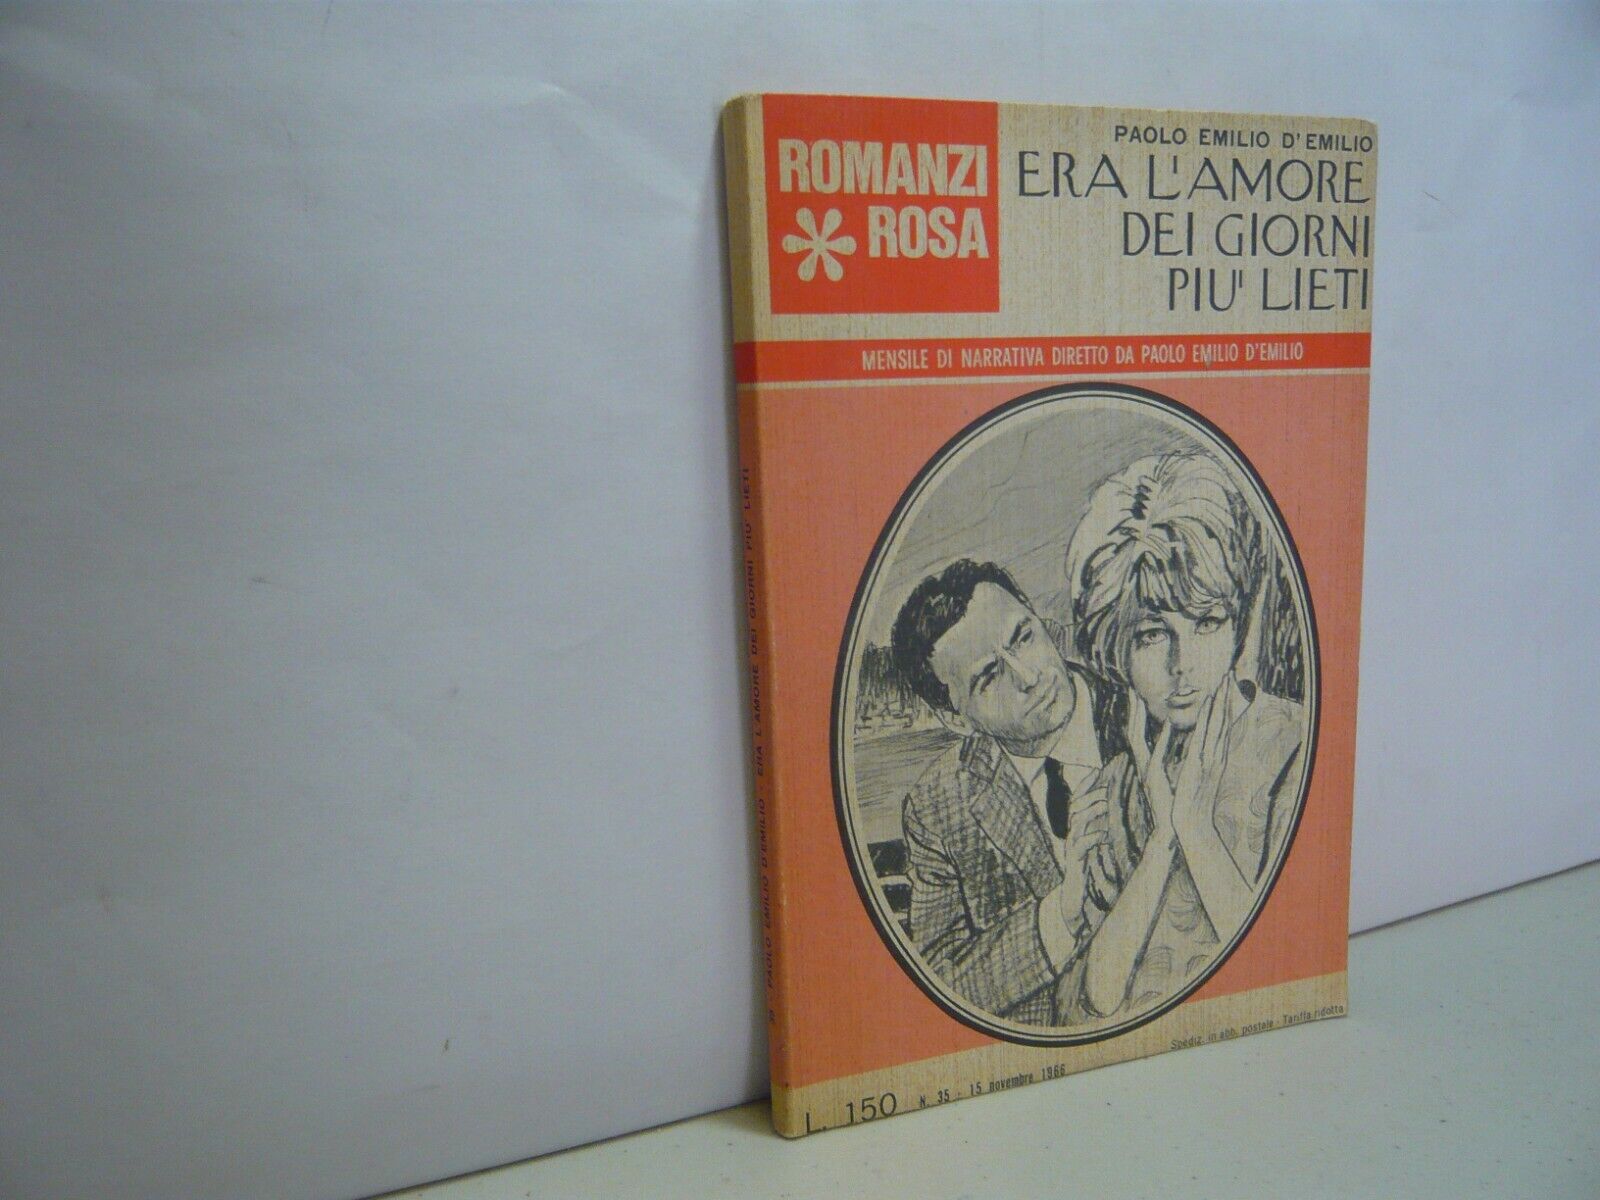 ROMANZI
ROSA
PAOLO EMILIO D'EMILIO
ERA L'AMORE
DEI GIORNI
PIU' LIETI
MENSILE DI NARRATIVA DIRETTO DA PAOLO EMILIO D'EMILIO
35 - PAOLO EMILIO D'EMILIO - ERA L'AMORE DEI GIORNI PIU' LIETI
Spediz. in abb. postale - Tariffa ridotta
L. 150 N. 35 - 15 novembre 1966